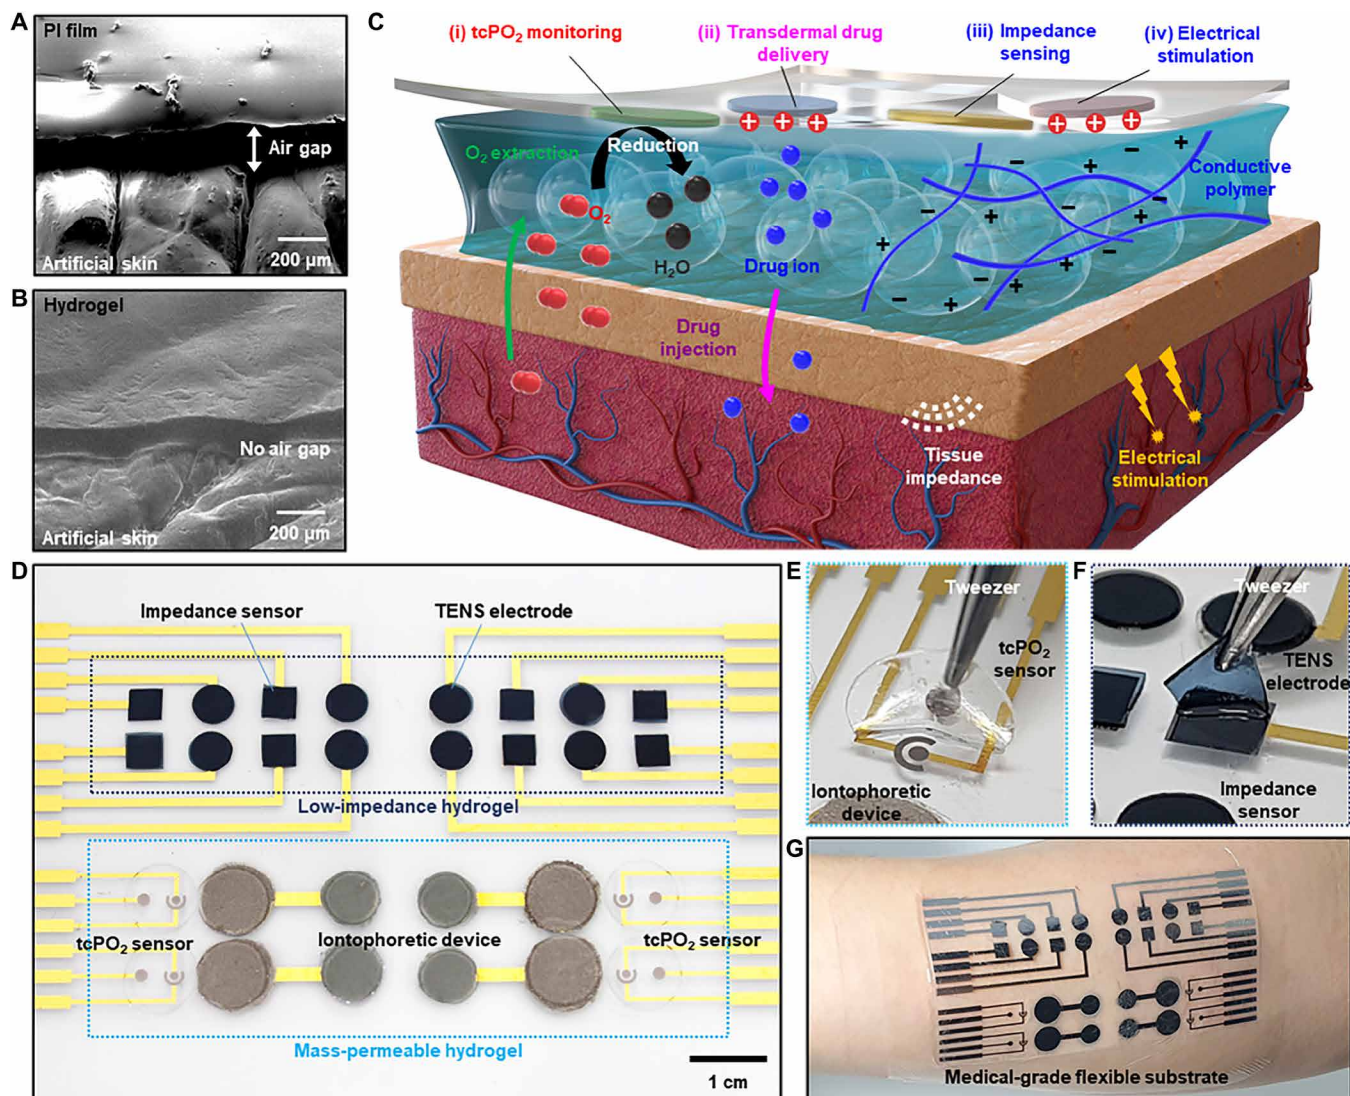 A
PI film
Air gap
200 µm
Artificial skin
B
Hydrogel
No air gap
200 µm
Artificial skin
C
(i) tcPO₂ monitoring
(ii) Transdermal drug
delivery
(iii) Impedance
sensing
(iv) Electrical
stimulation
O₂ extraction
Reduction
O₂
H₂O
Drug ion
Conductive
polymer
Drug
injection
Tissue
impedance
Electrical
stimulation
D
Impedance sensor
TENS electrode
Low-impedance hydrogel
tcPO₂ sensor
Iontophoretic device
tcPO₂ sensor
Mass-permeable hydrogel
1 cm
E
Tweezer
tcPO₂
sensor
Iontophoretic
device
F
Tweezer
TENS
electrode
Impedance
sensor
G
Medical-grade flexible substrate